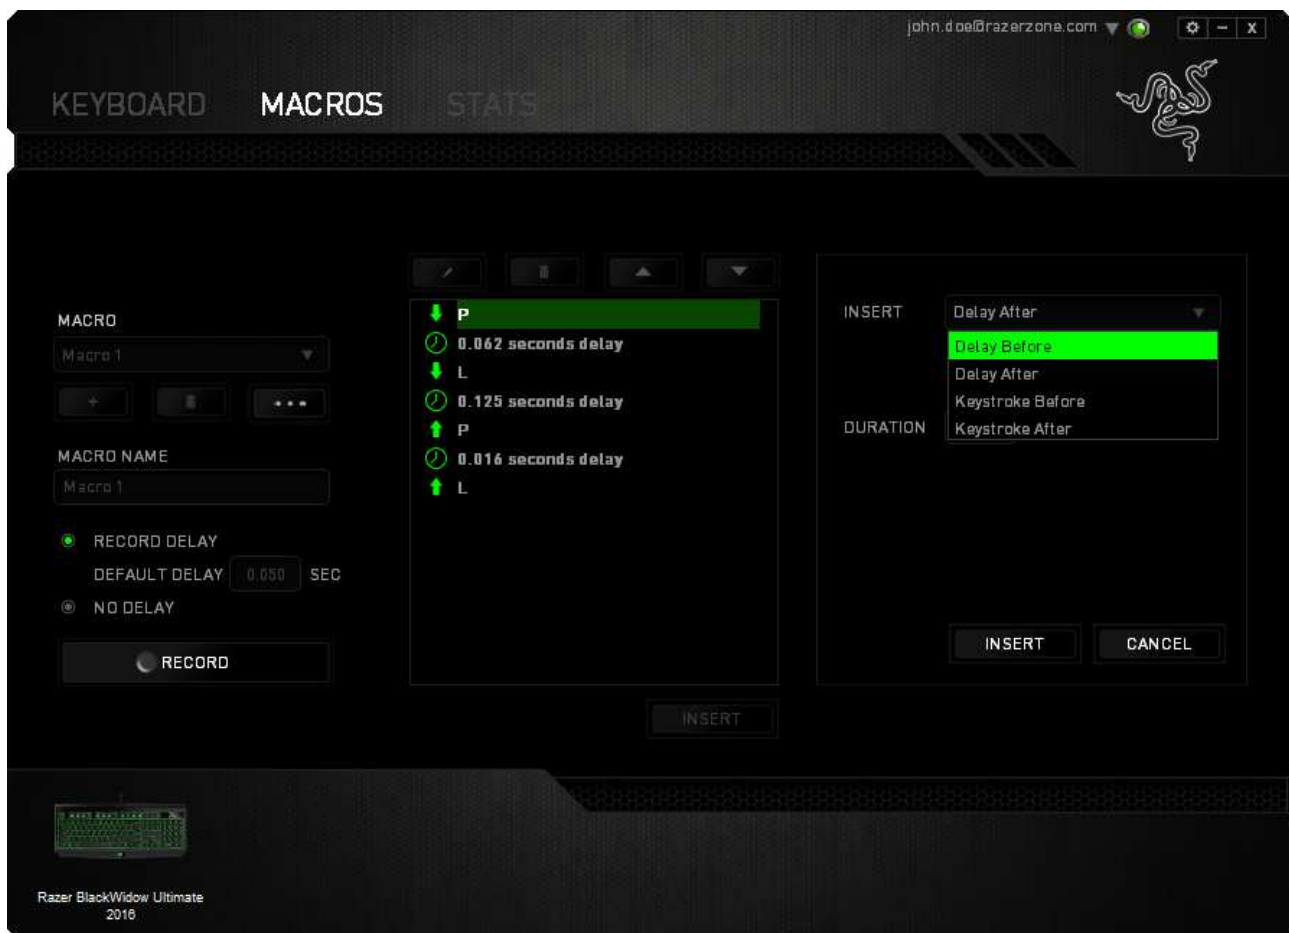 john.doe@razerzone.com
KEYBOARD MACROS STATS
MACRO
Macro 1
MACRO NAME
Macro 1
RECORD DELAY
DEFAULT DELAY 0.050 SEC
NO DELAY
RECORD
P
0.062 seconds delay
L
0.125 seconds delay
P
0.016 seconds delay
L
INSERT
INSERT Delay After
Delay Before
Delay After
Keystroke Before
DURATION
Keystroke After
INSERT CANCEL
Razer BlackWidow Ultimate
2016